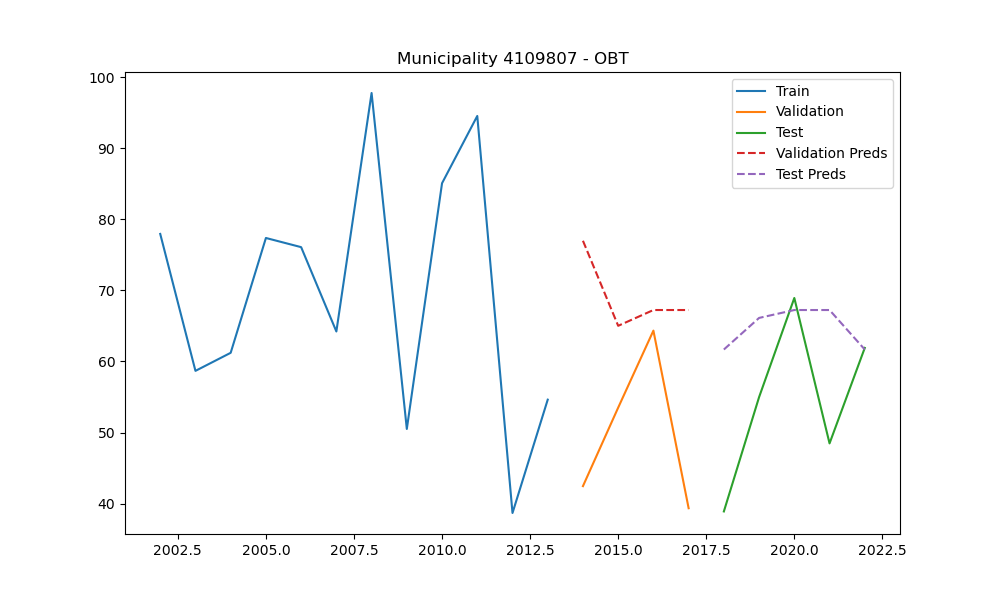 Municipality 4109807 - OBT
100
90
80
70
60
50
40
Train
Validation
Test
Validation Preds
Test Preds
2002.5 2005.0 2007.5 2010.0 2012.5 2015.0 2017.5 2020.0 2022.5